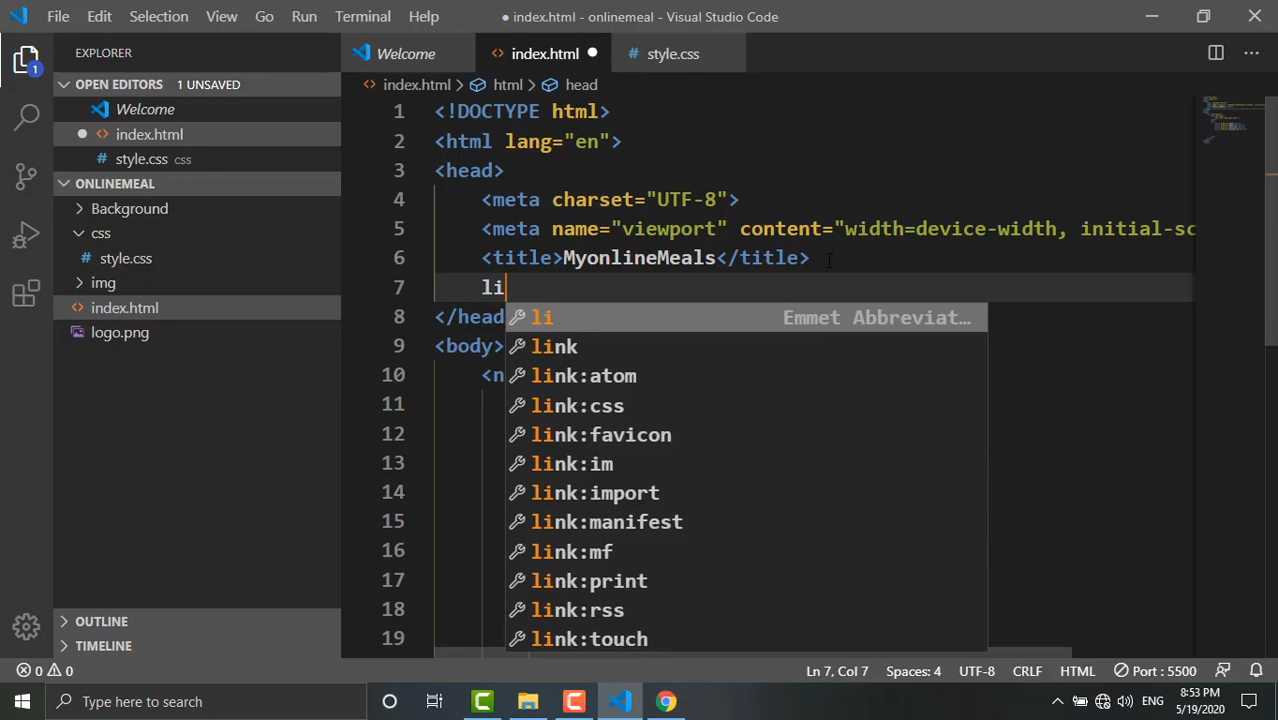 File Edit Selection View Go Run Terminal Help
● index.html - onlinemeal - Visual Studio Code
EXPLORER
OPEN EDITORS 1 UNSAVED
Welcome
index.html
style.css css
ONLINEMEAL
Background
css
style.css
img
index.html
logo.png
OUTLINE
TIMELINE
1
Welcome
index.html
style.css
index.html > html > head
1 <!DOCTYPE html>
2 <html lang="en">
3 <head>
4 <meta charset="UTF-8">
5 <meta name="viewport" content="width=device-width, initial-sc
6 <title>MyonlineMeals</title>
7 li
8 </head
9 <body>
10 <n
11
12
13
14
15
16
17
18
19
li Emmet Abbreviat…
link
link:atom
link:css
link:favicon
link:im
link:import
link:manifest
link:mf
link:print
link:rss
link:touch
0 0
Ln 7, Col 7 Spaces: 4 UTF-8 CRLF HTML Port : 5500
Type here to search
ENG
8:53 PM
5/19/2020